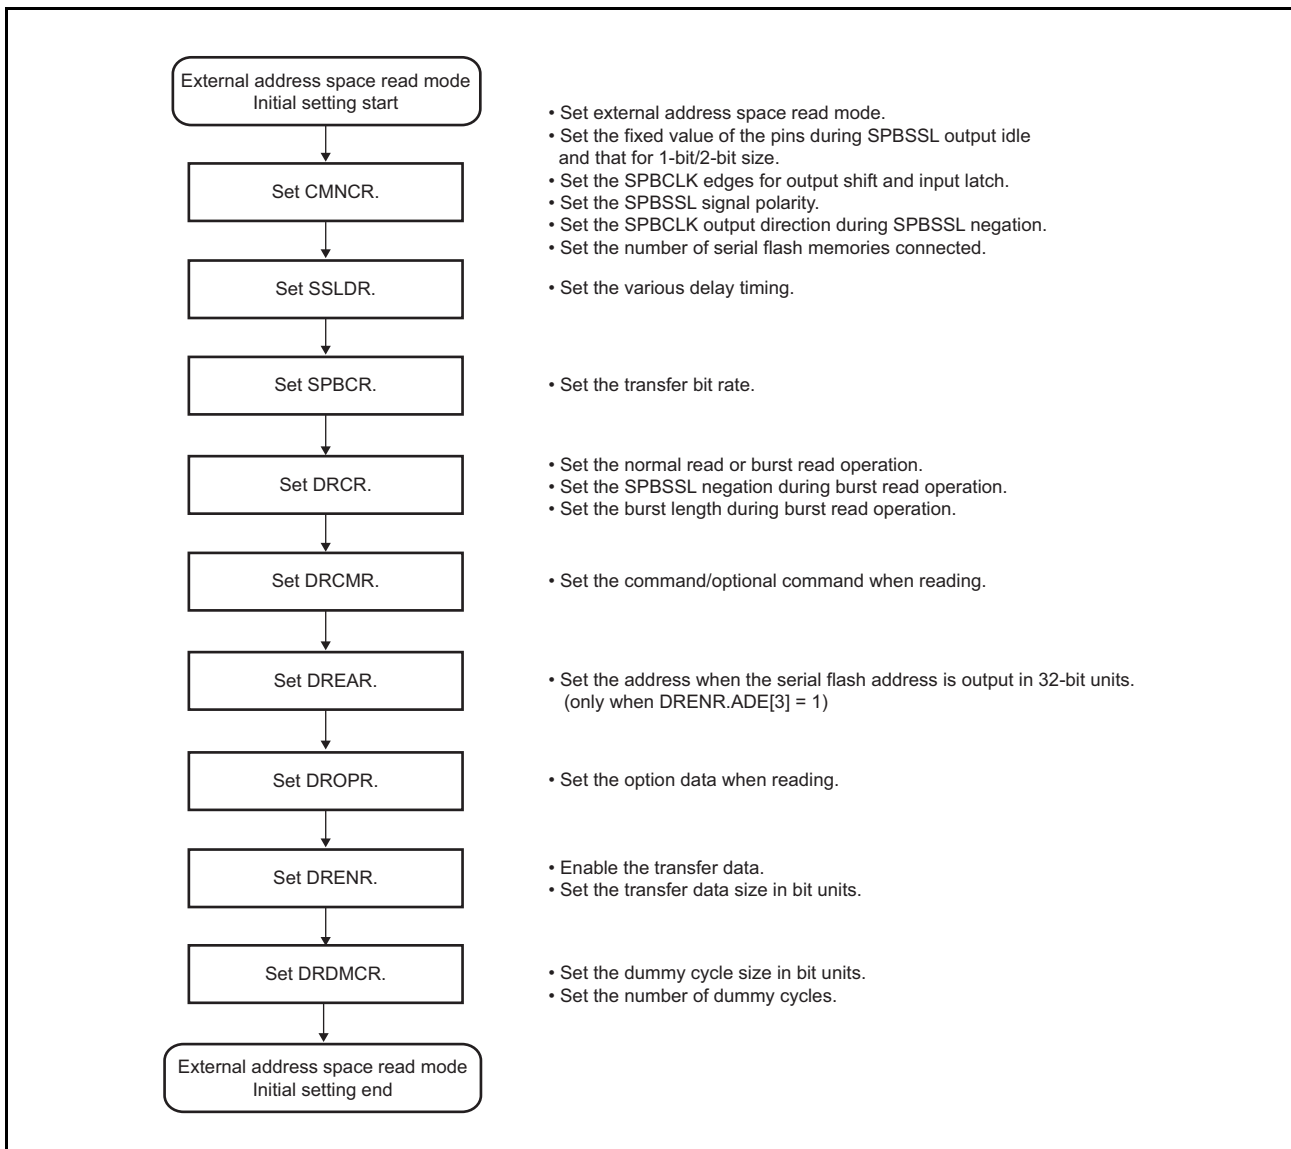 External address space read mode
Initial setting start
• Set external address space read mode.
• Set the fixed value of the pins during SPBSSL output idle
and that for 1-bit/2-bit size.
• Set the SPBCLK edges for output shift and input latch.
• Set the SPBSSL signal polarity.
• Set the SPBCLK output direction during SPBSSL negation.
• Set the number of serial flash memories connected.
Set CMNCR.
Set SSLDR.
• Set the various delay timing.
Set SPBCR.
• Set the transfer bit rate.
Set DRCR.
• Set the normal read or burst read operation.
• Set the SPBSSL negation during burst read operation.
• Set the burst length during burst read operation.
Set DRCMR.
• Set the command/optional command when reading.
Set DREAR.
• Set the address when the serial flash address is output in 32-bit units.
(only when DRENR.ADE[3] = 1)
Set DROPR.
• Set the option data when reading.
Set DRENR.
• Enable the transfer data.
• Set the transfer data size in bit units.
Set DRDMCR.
• Set the dummy cycle size in bit units.
• Set the number of dummy cycles.
External address space read mode
Initial setting end